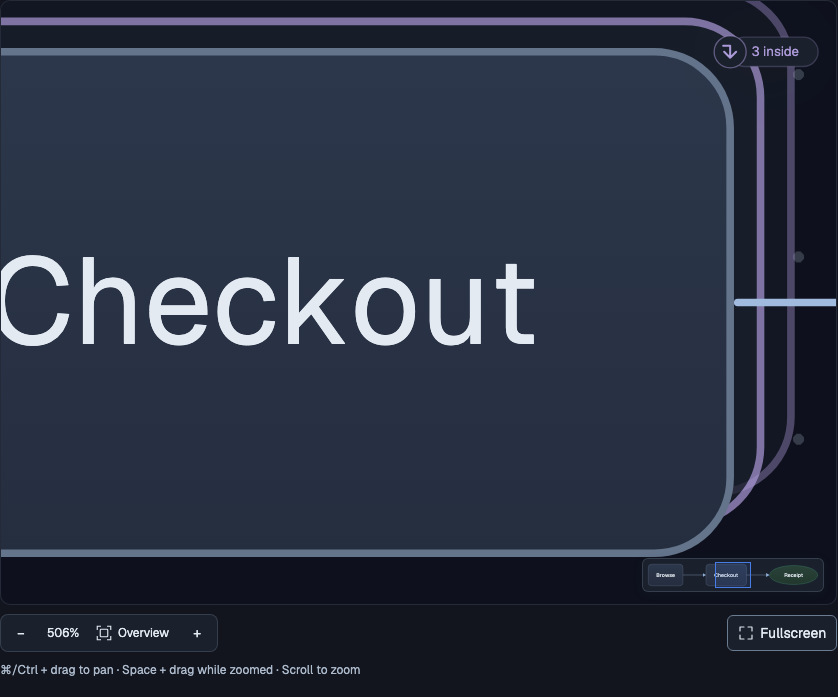 3 inside
Checkout
Browse Checkout Receipt
− 506% Overview +
Fullscreen
⌘/Ctrl + drag to pan · Space + drag while zoomed · Scroll to zoom